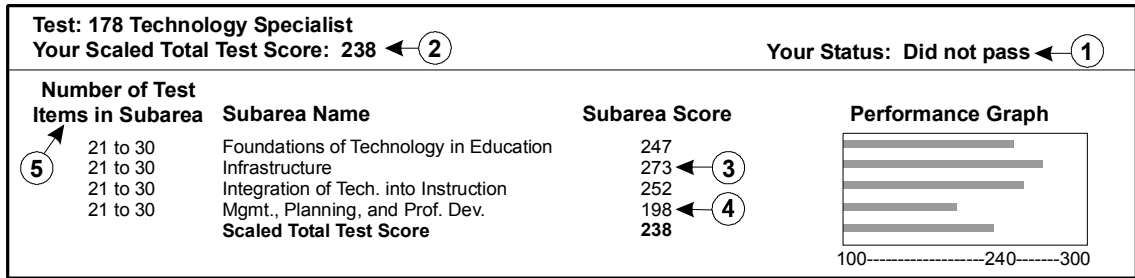 Test: 178 Technology Specialist
Your Scaled Total Test Score: 238 2
Your Status: Did not pass 1
Number of Test
Items in Subarea Subarea Name Subarea Score Performance Graph
5
21 to 30 Foundations of Technology in Education 247
21 to 30 Infrastructure 273 3
21 to 30 Integration of Tech. into Instruction 252
21 to 30 Mgmt., Planning, and Prof. Dev. 198 4
Scaled Total Test Score 238
100-------------------240-------300